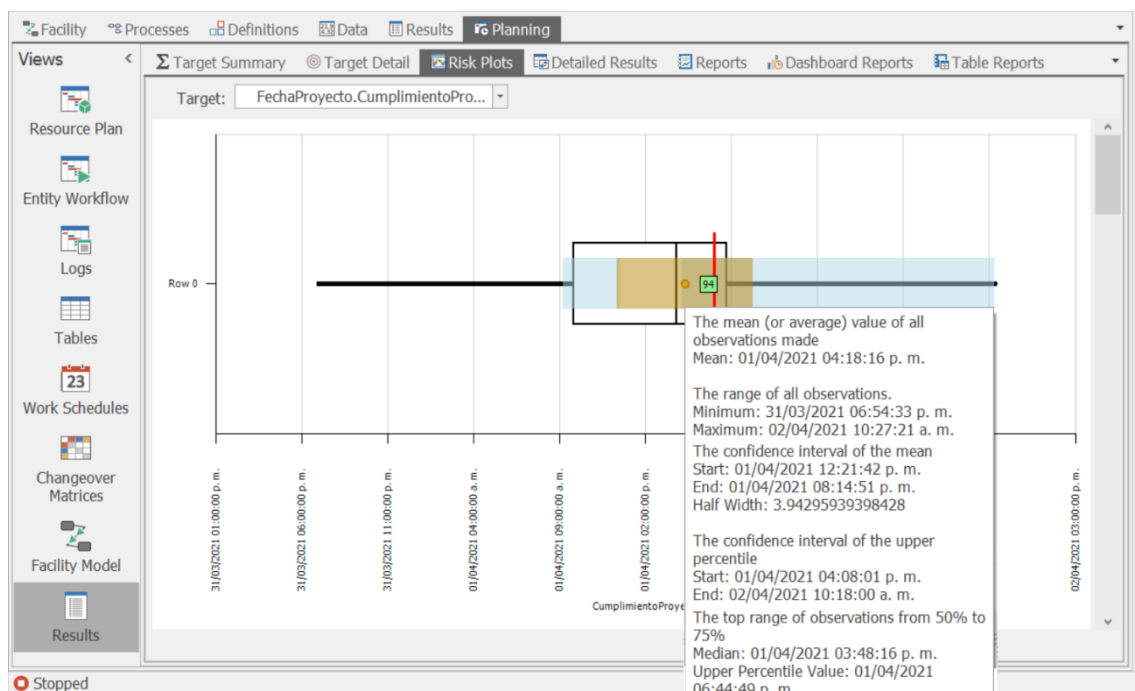 Facility Processes Definitions Data Results Planning
Views < Target Summary Target Detail Risk Plots Detailed Results Reports Dashboard Reports Table Reports
Target: FechaProyecto.CumplimientoPro...
Resource Plan
Entity Workflow
Logs
Tables
23
Work Schedules
Changeover
Matrices
Facility Model
Results
Row 0
94
The mean (or average) value of all
observations made
Mean: 01/04/2021 04:18:16 p. m.
The range of all observations.
Minimum: 31/03/2021 06:54:33 p. m.
Maximum: 02/04/2021 10:27:21 a. m.
The confidence interval of the mean
Start: 01/04/2021 12:21:42 p. m.
End: 01/04/2021 08:14:51 p. m.
Half Width: 3.94295939398428
The confidence interval of the upper
percentile
Start: 01/04/2021 04:08:01 p. m.
End: 02/04/2021 10:18:00 a. m.
The top range of observations from 50% to
75%
Median: 01/04/2021 03:48:16 p. m.
Upper Percentile Value: 01/04/2021
06:44:49 p. m.
31/03/2021 01:00:00 p. m.
31/03/2021 06:00:00 p. m.
31/03/2021 11:00:00 p. m.
01/04/2021 04:00:00 a. m.
01/04/2021 09:00:00 a. m.
01/04/2021 02:00:00 p. m.
02/04/2021 03:00:00 p. m.
CumplimientoProye
Stopped